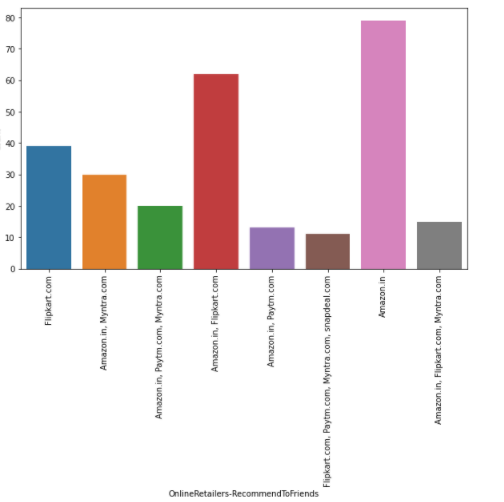 80
70
60
50
40
30
20
10
0
Flipkart.com
Amazon.in, Myntra.com
Amazon.in, Paytm.com, Myntra.com
Amazon.in, Flipkart.com
Amazon.in, Paytm.com
Flipkart.com, Paytm.com, Myntra.com, snapdeal.com
Amazon.in
Amazon.in, Flipkart.com, Myntra.com
OnlineRetailers-RecommendToFriends